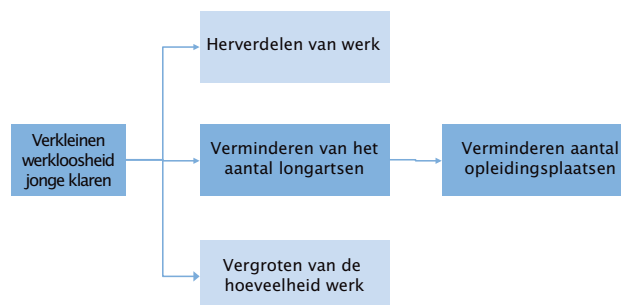 Herverdelen van werk
Verkleinen
werkloosheid
jonge klaren
Verminderen van het
aantal longartsen
Verminderen aantal
opleidingsplaatsen
Vergroten van de
hoeveelheid werk